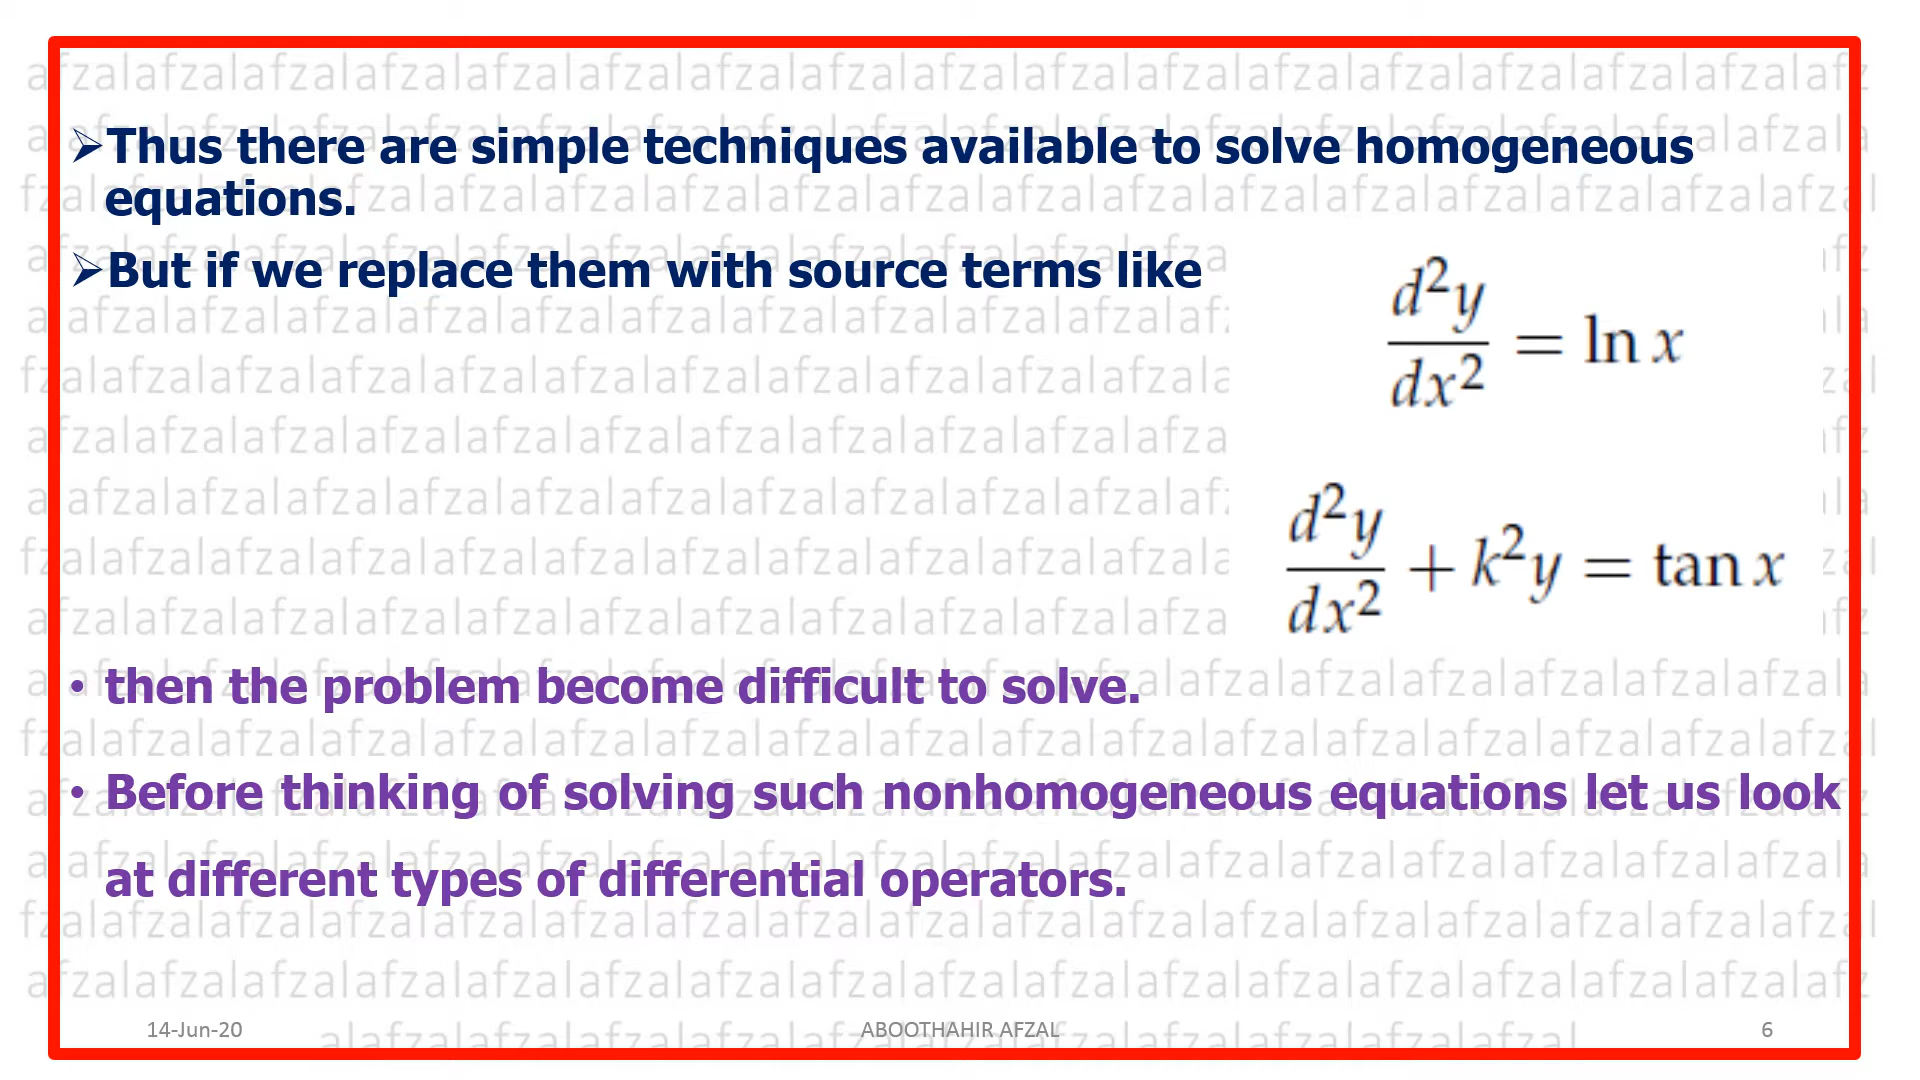 ➢Thus there are simple techniques available to solve homogeneous
equations.
➢But if we replace them with source terms like
d²y/dx² = ln x
d²y/dx² + k²y = tan x
• then the problem become difficult to solve.
• Before thinking of solving such nonhomogeneous equations let us look
at different types of differential operators.
14-Jun-20 ABOOTHAHIR AFZAL 6